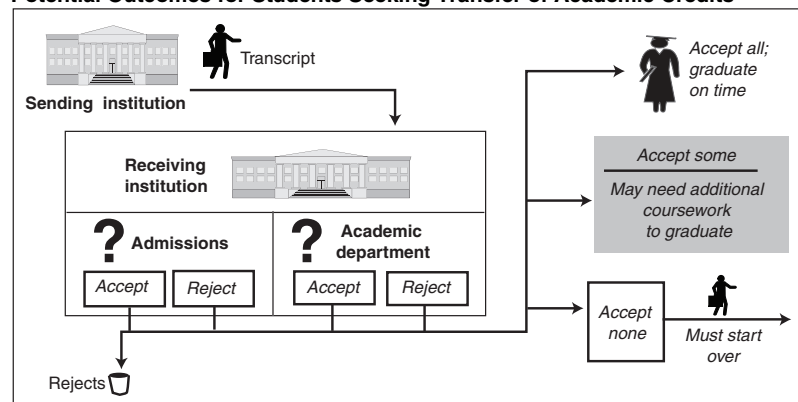 Potential Outcomes for Students Seeking Transfer of Academic Credits
Transcript
Sending institution
Receiving
institution
? Admissions
Accept
Reject
? Academic
department
Accept
Reject
Rejects
Accept all;
graduate
on time
Accept some
May need additional
coursework
to graduate
Accept
none
Must start
over